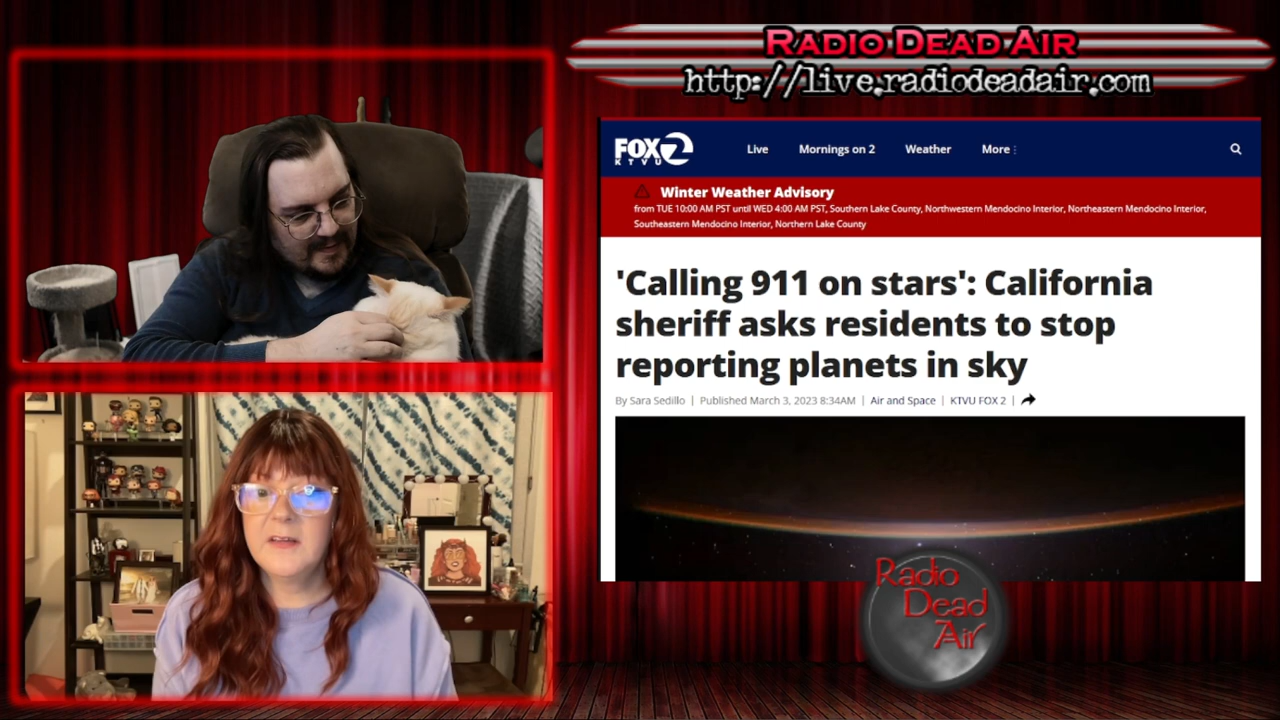 RADIO DEAD AIR
http://live.radiodeadair.com
FOX 2
KTVU
Live Mornings on 2 Weather More
Winter Weather Advisory
from TUE 10:00 AM PST until WED 4:00 AM PST, Southern Lake County, Northwestern Mendocino Interior, Northeastern Mendocino Interior,
Southeastern Mendocino Interior, Northern Lake County
'Calling 911 on stars': California
sheriff asks residents to stop
reporting planets in sky
By Sara Sedillo | Published March 3, 2023 8:34AM | Air and Space | KTVU FOX 2 |
Radio
Dead
Air